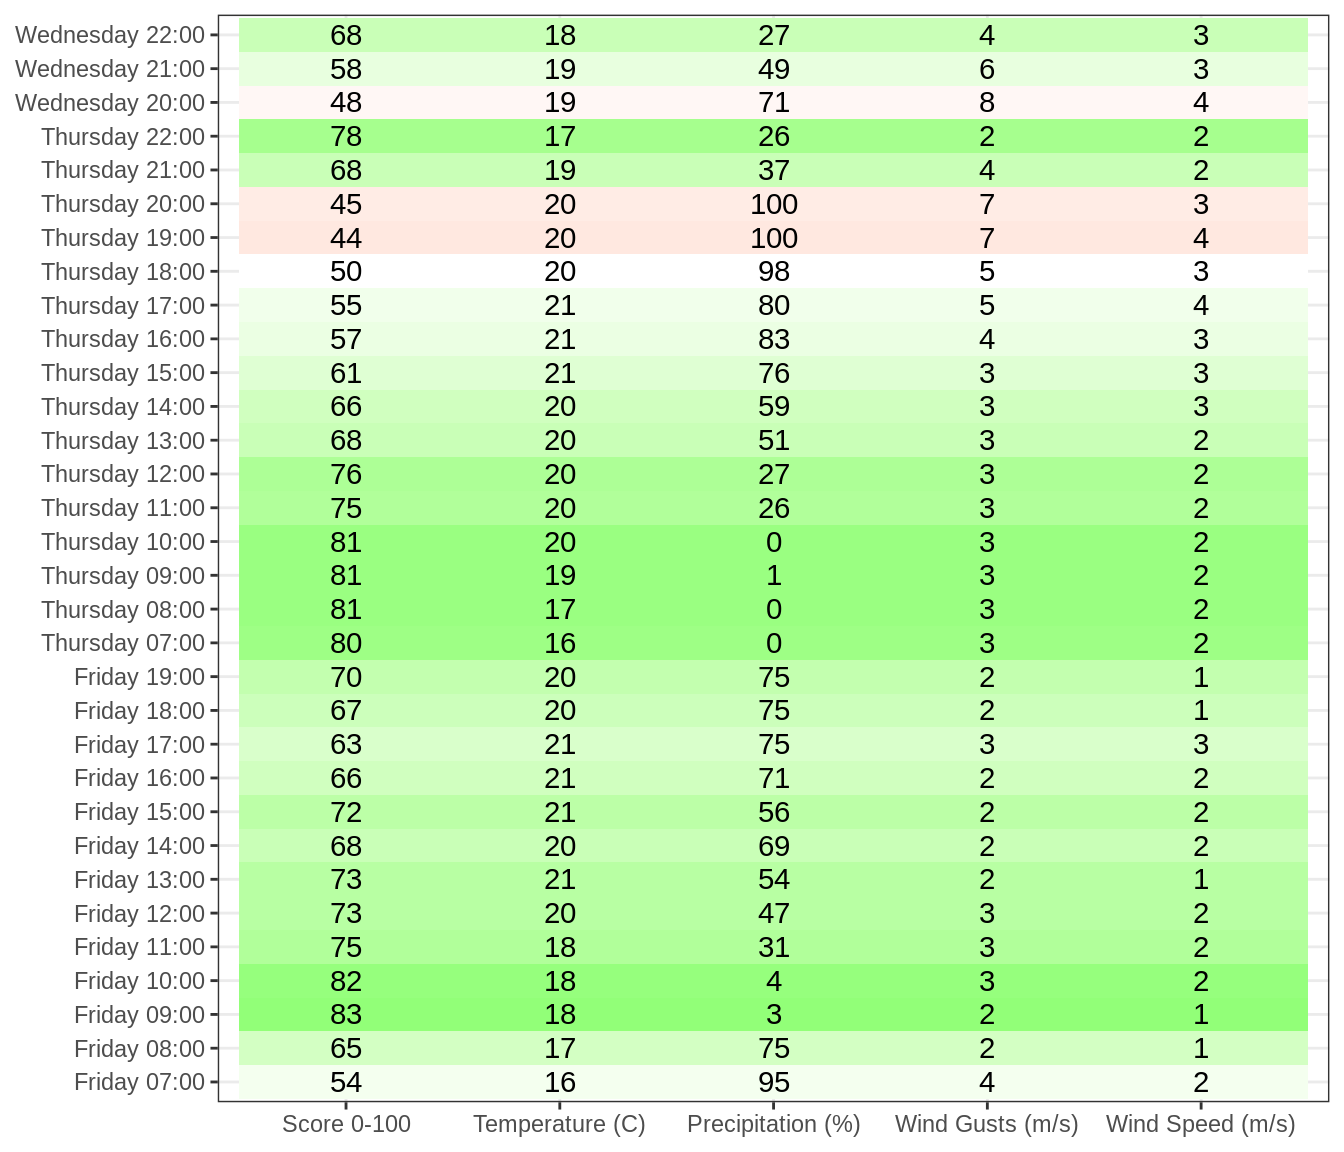 Wednesday 22:00 68 18 27 4 3
Wednesday 21:00 58 19 49 6 3
Wednesday 20:00 48 19 71 8 4
Thursday 22:00 78 17 26 2 2
Thursday 21:00 68 19 37 4 2
Thursday 20:00 45 20 100 7 3
Thursday 19:00 44 20 100 7 4
Thursday 18:00 50 20 98 5 3
Thursday 17:00 55 21 80 5 4
Thursday 16:00 57 21 83 4 3
Thursday 15:00 61 21 76 3 3
Thursday 14:00 66 20 59 3 3
Thursday 13:00 68 20 51 3 2
Thursday 12:00 76 20 27 3 2
Thursday 11:00 75 20 26 3 2
Thursday 10:00 81 20 0 3 2
Thursday 09:00 81 19 1 3 2
Thursday 08:00 81 17 0 3 2
Thursday 07:00 80 16 0 3 2
Friday 19:00 70 20 75 2 1
Friday 18:00 67 20 75 2 1
Friday 17:00 63 21 75 3 3
Friday 16:00 66 21 71 2 2
Friday 15:00 72 21 56 2 2
Friday 14:00 68 20 69 2 2
Friday 13:00 73 21 54 2 1
Friday 12:00 73 20 47 3 2
Friday 11:00 75 18 31 3 2
Friday 10:00 82 18 4 3 2
Friday 09:00 83 18 3 2 1
Friday 08:00 65 17 75 2 1
Friday 07:00 54 16 95 4 2
Score 0-100 Temperature (C) Precipitation (%) Wind Gusts (m/s) Wind Speed (m/s)